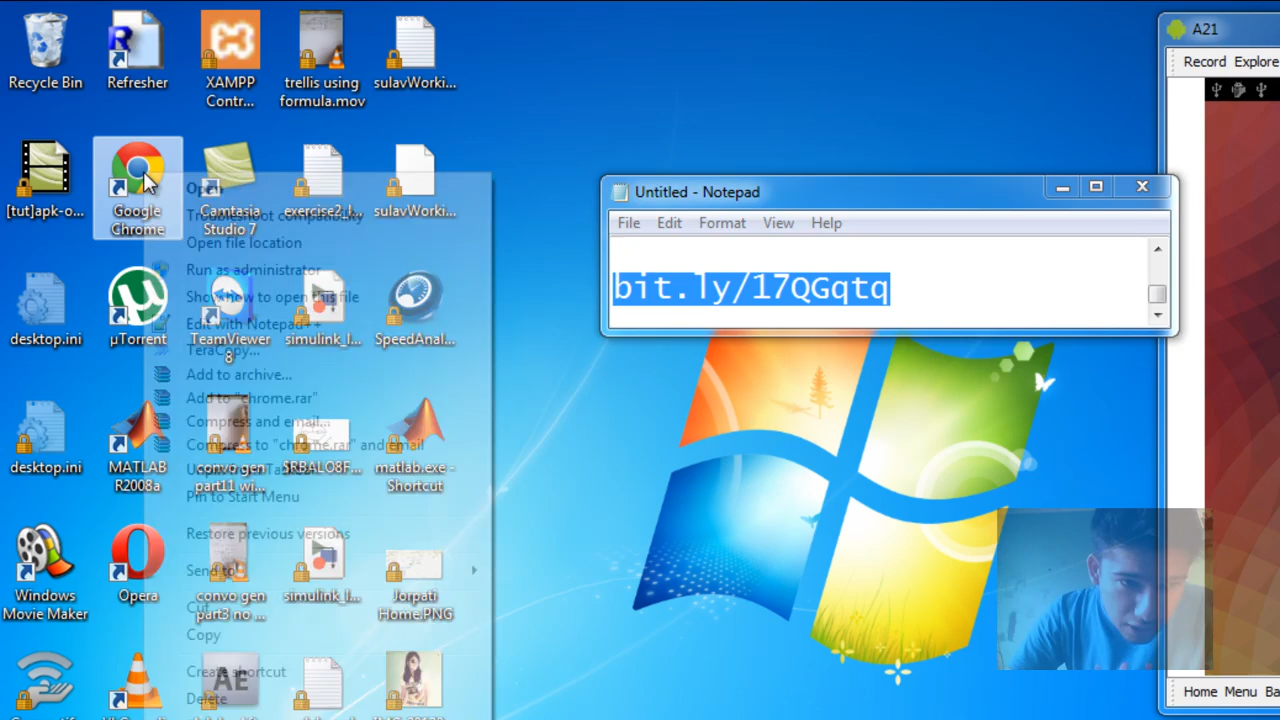 Recycle Bin
Refresher
XAMPP
Contr...
trellis using
formula.mov
sulavWorki...
A21
Record Explore
[tut]apk-o...
Google
Chrome
Camtasia
Studio 7
exercise2_l...
sulavWorki...
Open
Troubleshoot compatibility
Open file location
Run as administrator
Show how to open this file
Edit with Notepad++
TeraCopy...
Add to archive...
Add to "chrome.rar"
Compress and email...
Compress to "chrome.rar" and email
Pin to Start Menu
Restore previous versions
Send to
Cut
Copy
Create shortcut
Delete
Untitled - Notepad
File Edit Format View Help
bit.ly/17QGqtq
desktop.ini
µTorrent
TeamViewer
8
simulink_l...
SpeedAnal...
desktop.ini
MATLAB
R2008a
convo gen
part11 wi...
$RBALO8F...
matlab.exe -
Shortcut
Windows
Movie Maker
Opera
convo gen
part3 no ...
simulink_l...
Jorpati
Home.PNG
AE
Home Menu Ba